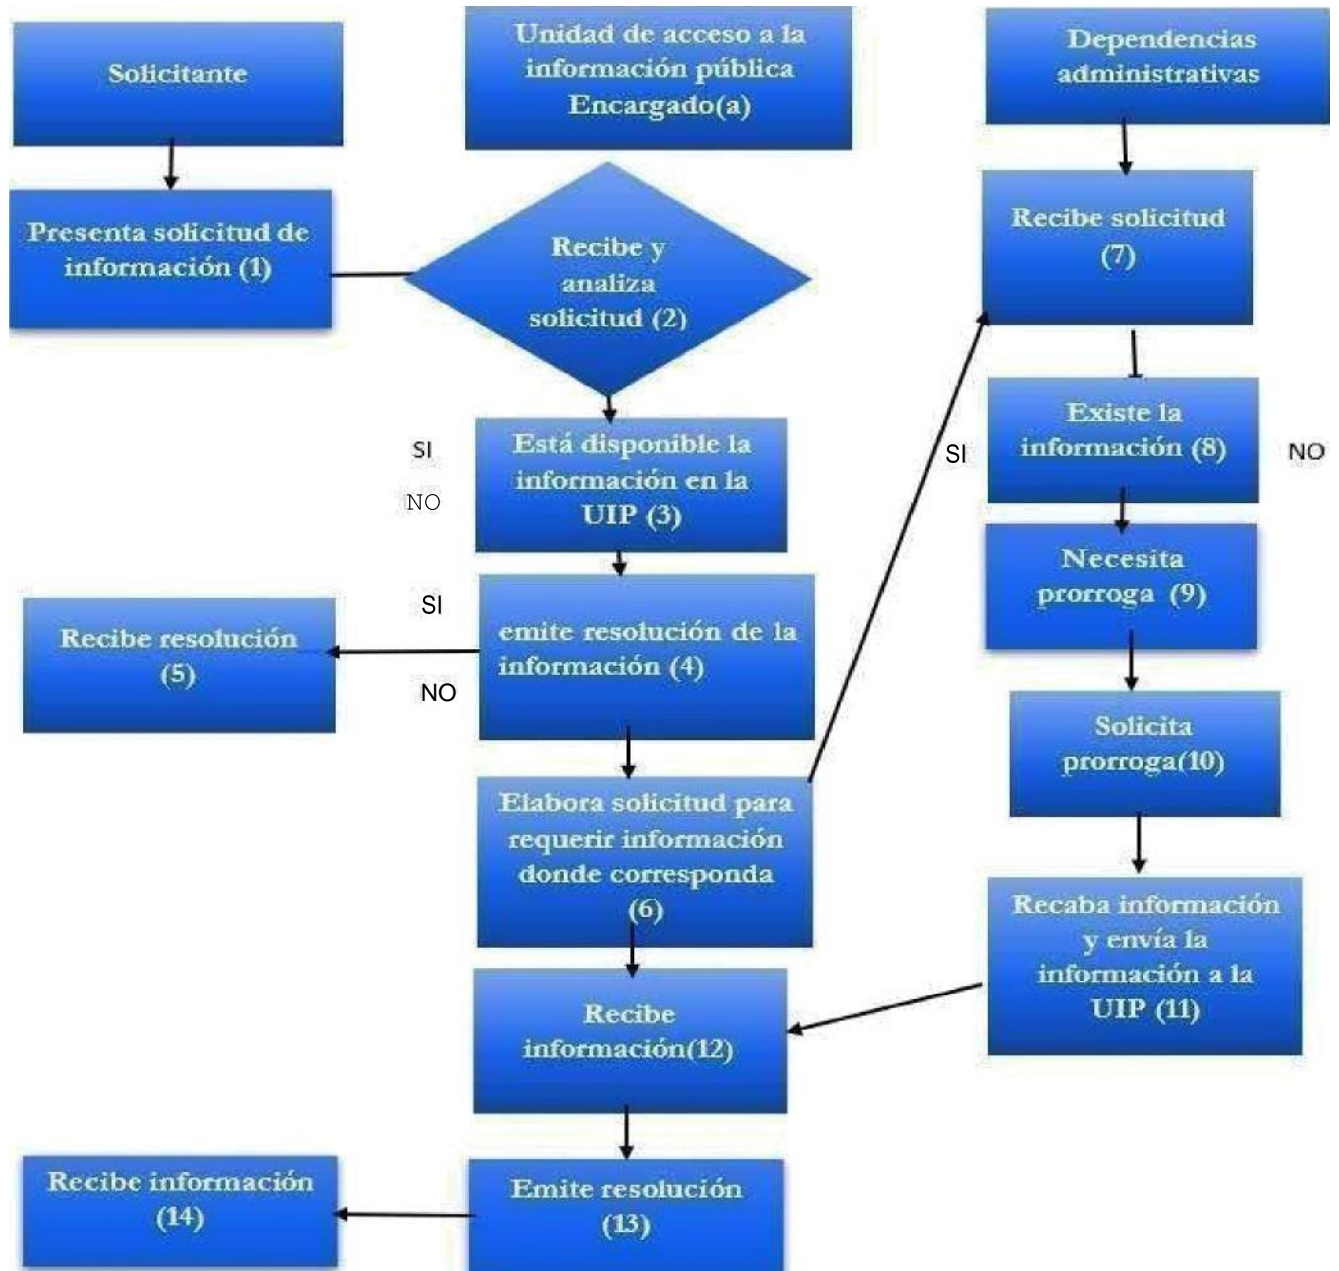 Solicitante
Unidad de acceso a la
información pública
Encargado(a)
Dependencias
administrativas
Presenta solicitud de
información (1)
Recibe y
analiza
solicitud (2)
Recibe solicitud
(7)
SI
NO
Está disponible la
información en la
UIP (3)
SI
Existe la
información (8)
NO
Necesita
prorroga (9)
Recibe resolución
(5)
SI
NO
emite resolución de la
información (4)
Solicita
prorroga(10)
Elabora solicitud para
requerir información
donde corresponda
(6)
Recaba información
y envía la
información a la
UIP (11)
Recibe
información(12)
Recibe información
(14)
Emite resolución
(13)